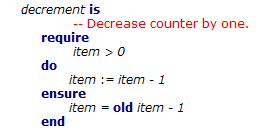 decrement is
-- Decrease counter by one.
require
item > 0
do
item := item - 1
ensure
item = old item - 1
end